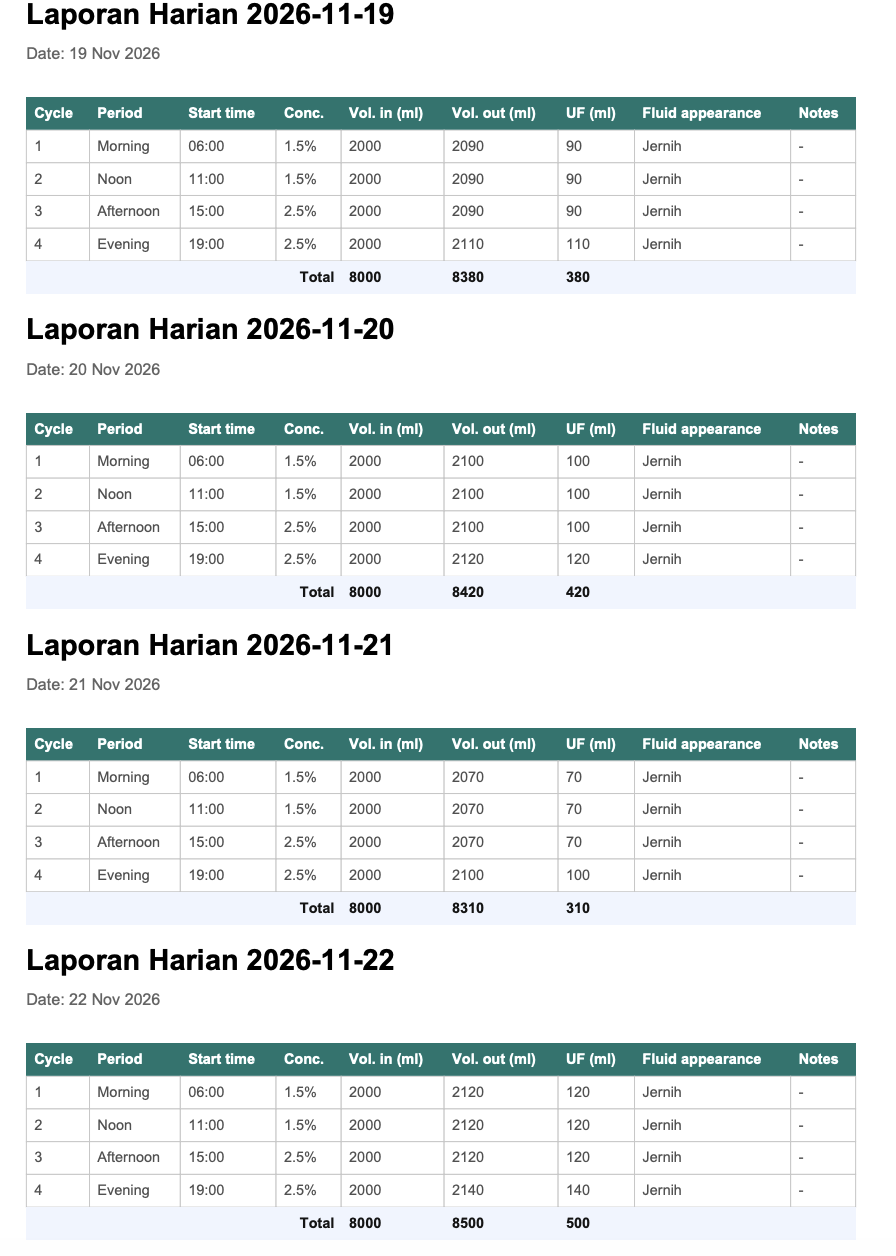 Laporan Harian 2026-11-19
Date: 19 Nov 2026
Cycle Period Start time Conc. Vol. in (ml) Vol. out (ml) UF (ml) Fluid appearance Notes
1 Morning 06:00 1.5% 2000 2090 90 Jernih -
2 Noon 11:00 1.5% 2000 2090 90 Jernih -
3 Afternoon 15:00 2.5% 2000 2090 90 Jernih -
4 Evening 19:00 2.5% 2000 2110 110 Jernih -
Total 8000 8380 380
Laporan Harian 2026-11-20
Date: 20 Nov 2026
Cycle Period Start time Conc. Vol. in (ml) Vol. out (ml) UF (ml) Fluid appearance Notes
1 Morning 06:00 1.5% 2000 2100 100 Jernih -
2 Noon 11:00 1.5% 2000 2100 100 Jernih -
3 Afternoon 15:00 2.5% 2000 2100 100 Jernih -
4 Evening 19:00 2.5% 2000 2120 120 Jernih -
Total 8000 8420 420
Laporan Harian 2026-11-21
Date: 21 Nov 2026
Cycle Period Start time Conc. Vol. in (ml) Vol. out (ml) UF (ml) Fluid appearance Notes
1 Morning 06:00 1.5% 2000 2070 70 Jernih -
2 Noon 11:00 1.5% 2000 2070 70 Jernih -
3 Afternoon 15:00 2.5% 2000 2070 70 Jernih -
4 Evening 19:00 2.5% 2000 2100 100 Jernih -
Total 8000 8310 310
Laporan Harian 2026-11-22
Date: 22 Nov 2026
Cycle Period Start time Conc. Vol. in (ml) Vol. out (ml) UF (ml) Fluid appearance Notes
1 Morning 06:00 1.5% 2000 2120 120 Jernih -
2 Noon 11:00 1.5% 2000 2120 120 Jernih -
3 Afternoon 15:00 2.5% 2000 2120 120 Jernih -
4 Evening 19:00 2.5% 2000 2140 140 Jernih -
Total 8000 8500 500